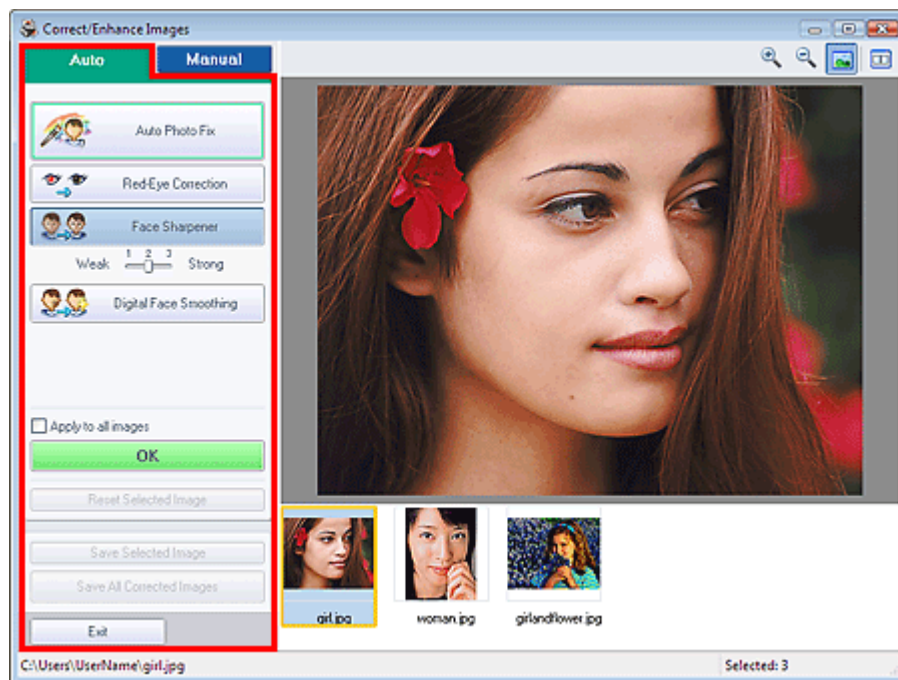 Correct/Enhance Images
Auto
Manual
Auto Photo Fix
Red-Eye Correction
Face Sharpener
1 2 3
Weak Strong
Digital Face Smoothing
Apply to all images
OK
Reset Selected Image
Save Selected Image
Save All Corrected Images
Exit
girl.jpg
woman.jpg
girlandflower.jpg
C:\Users\UserName\girl.jpg
Selected: 3